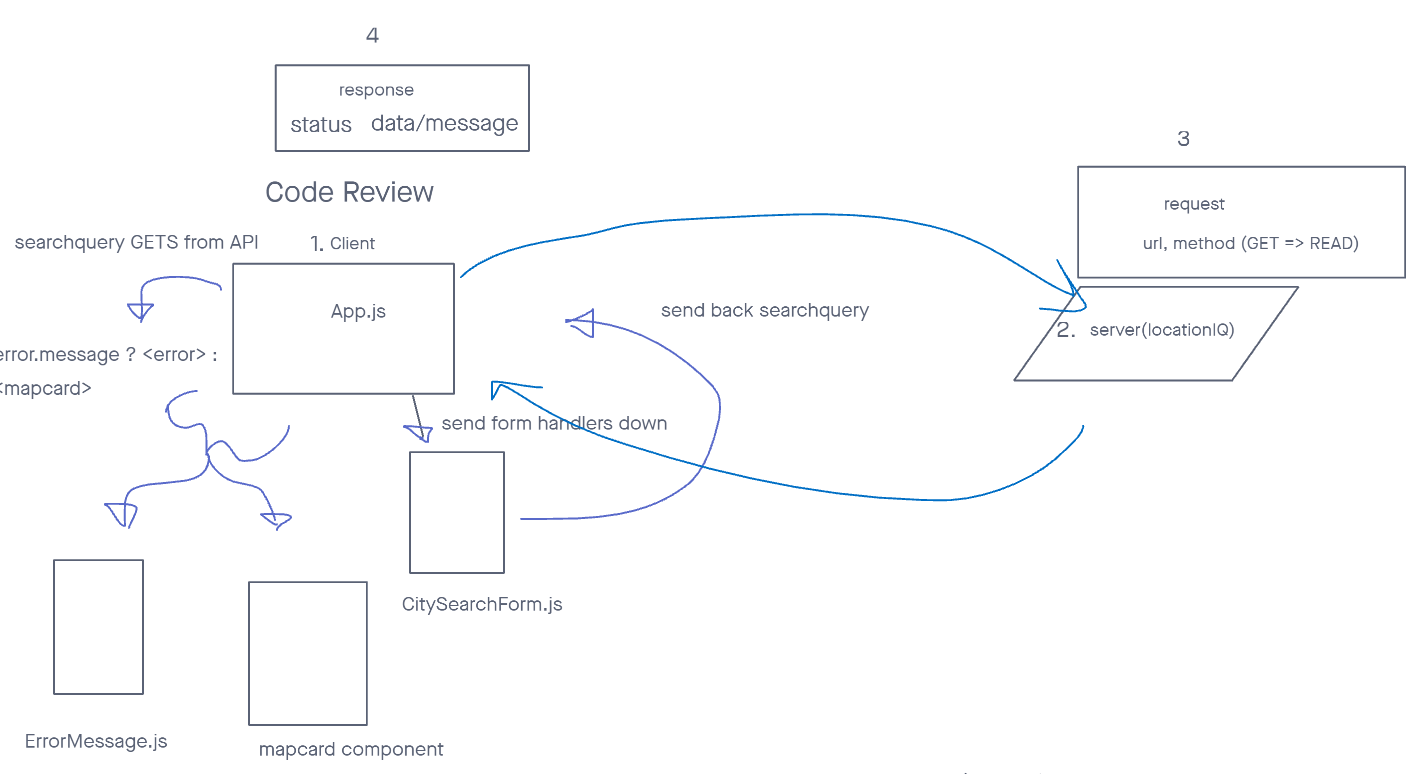 4
response
status data/message
3
Code Review
request
searchquery GETS from API
1. Client
url, method (GET => READ)
App.js
send back searchquery
2. server(locationIQ)
error.message ? <error> :
<mapcard>
send form handlers down
CitySearchForm.js
ErrorMessage.js
mapcard component